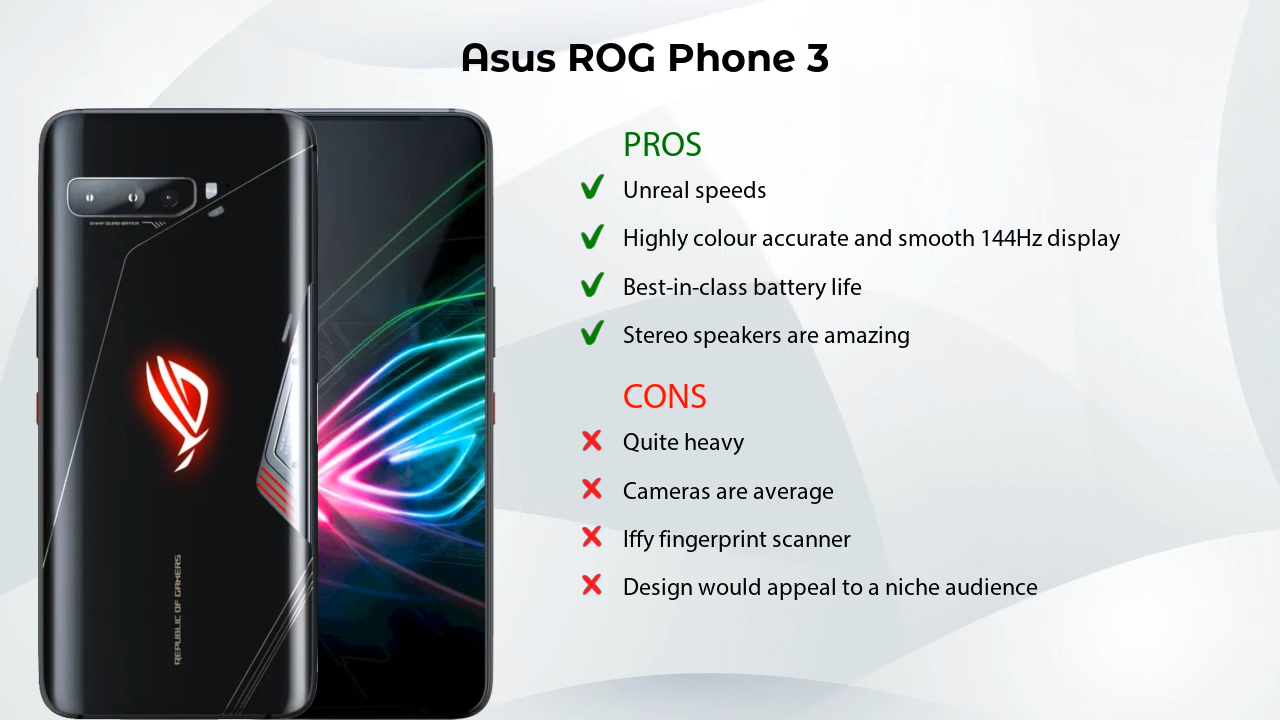 Asus ROG Phone 3
PROS
Unreal speeds
Highly colour accurate and smooth 144Hz display
Best-in-class battery life
Stereo speakers are amazing
CONS
Quite heavy
Cameras are average
Iffy fingerprint scanner
Design would appeal to a niche audience
REPUBLIC OF GAMERS